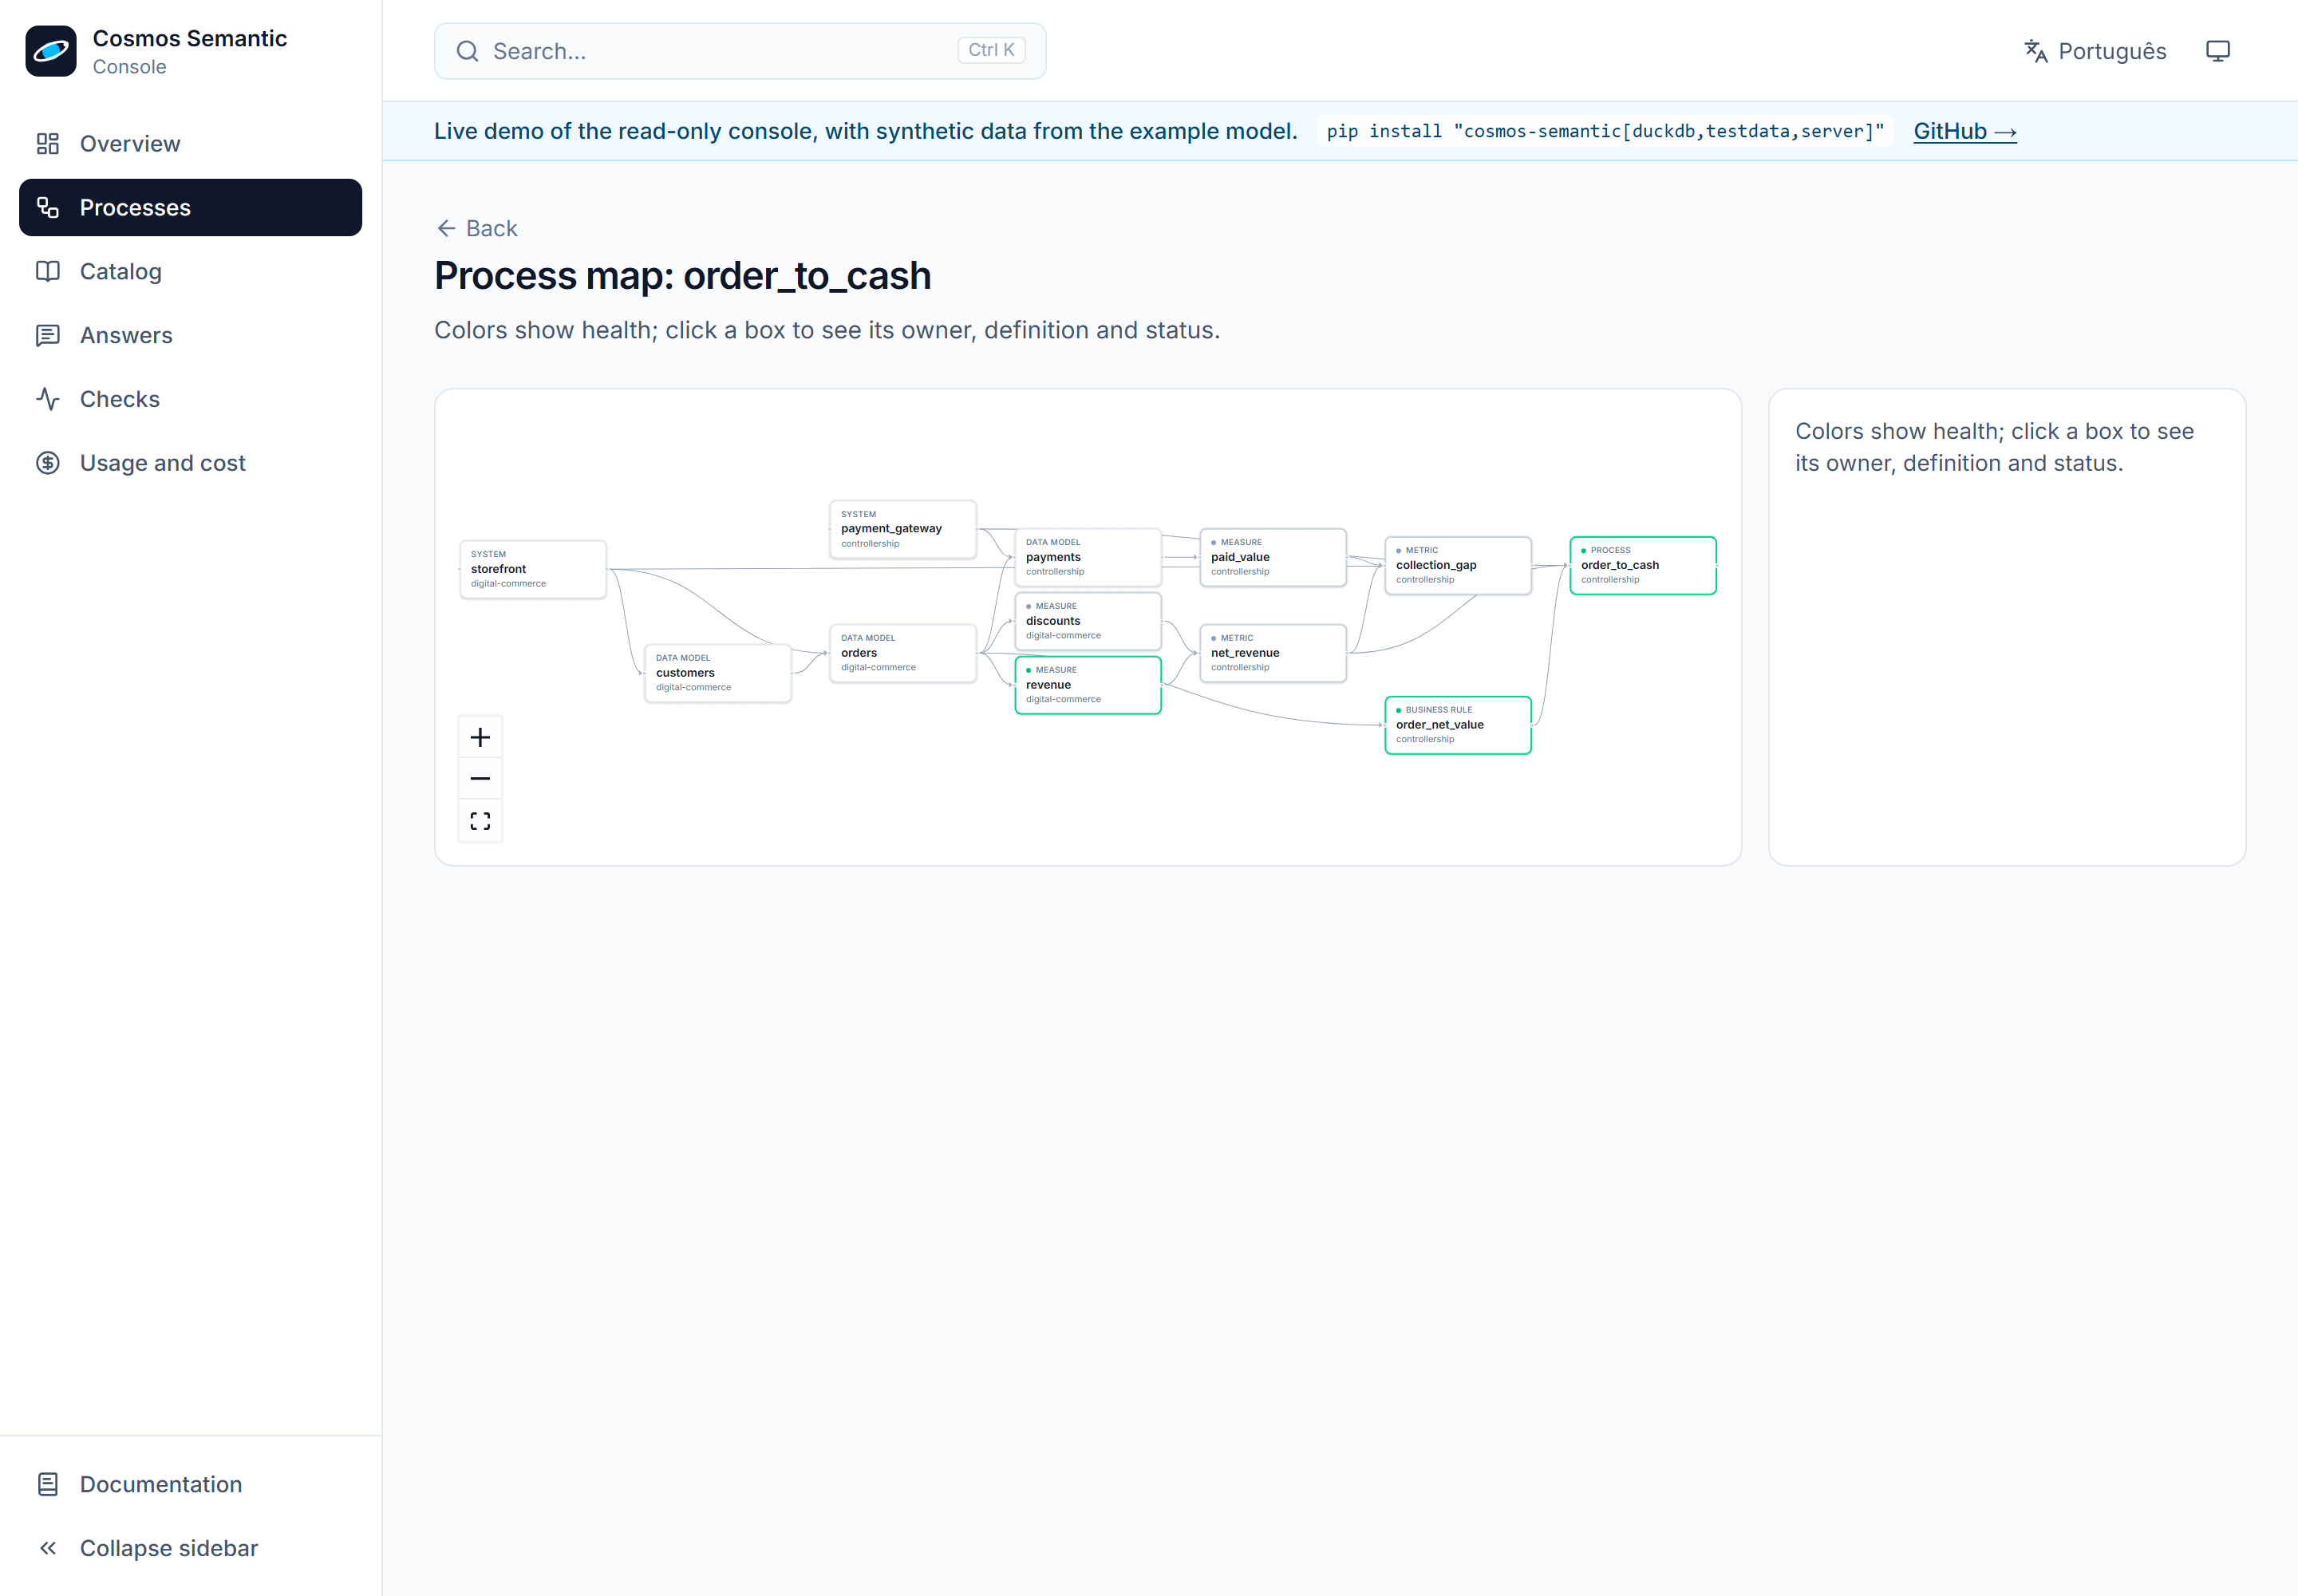 Cosmos Semantic
Console
Overview
Processes
Catalog
Answers
Checks
Usage and cost
Documentation
Collapse sidebar
Search...
Ctrl K
Português
Live demo of the read-only console, with synthetic data from the example model.
pip install "cosmos-semantic[duckdb,testdata,server]"
GitHub →
Back
Process map: order_to_cash
Colors show health; click a box to see its owner, definition and status.
SYSTEM
storefront
digital-commerce
DATA MODEL
customers
digital-commerce
SYSTEM
payment_gateway
controllership
DATA MODEL
orders
digital-commerce
DATA MODEL
payments
controllership
MEASURE
discounts
digital-commerce
MEASURE
revenue
digital-commerce
MEASURE
paid_value
controllership
METRIC
net_revenue
controllership
METRIC
collection_gap
controllership
BUSINESS RULE
order_net_value
controllership
PROCESS
order_to_cash
controllership
Colors show health; click a box to see
its owner, definition and status.